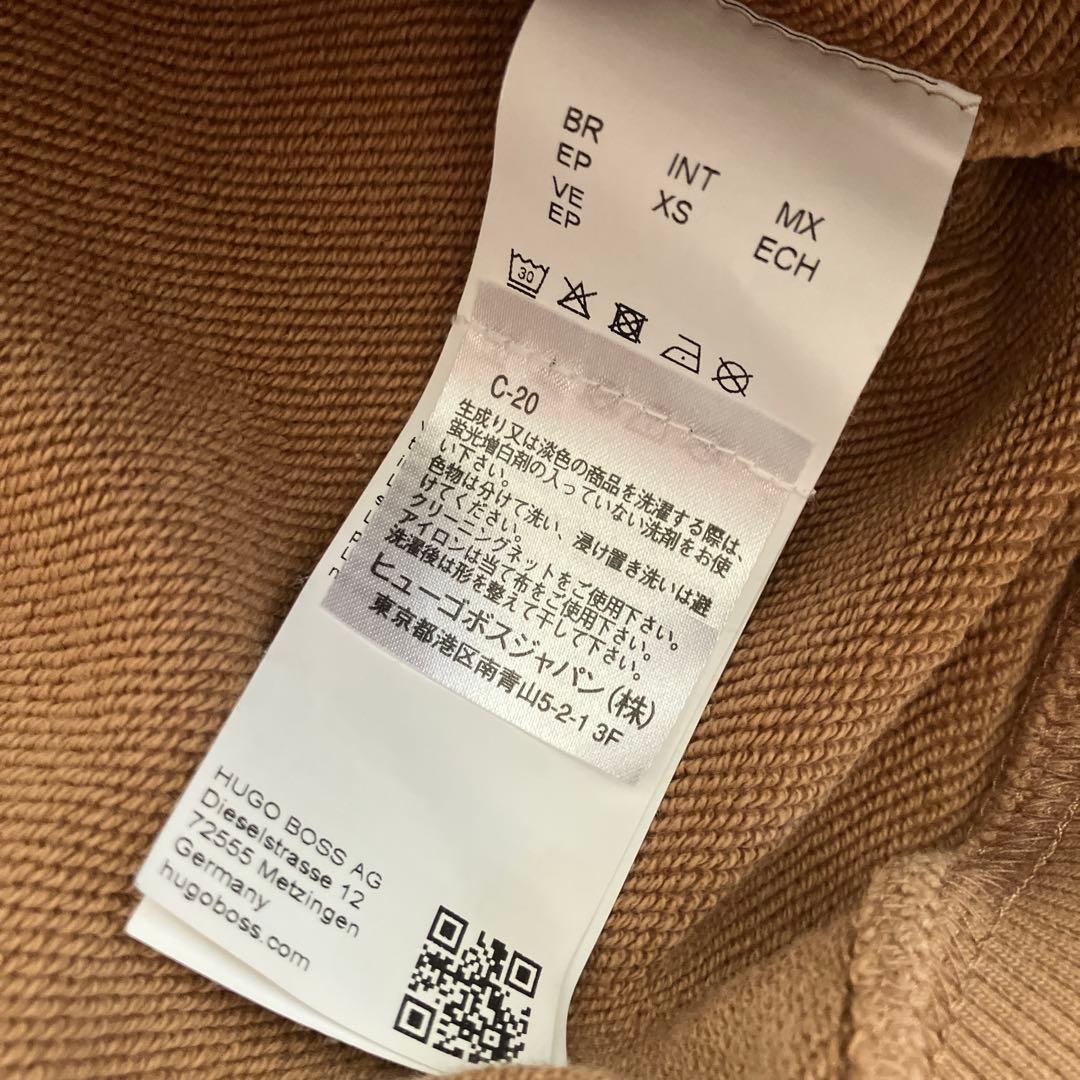 BR
EP
VE
EP
INT
XS
MX
ECH
30
C-20
生成り又は淡色の商品を洗濯する際は、
蛍光増白剤の入っていない洗剤をお使
い下さい。
色物は分けて洗い、浸け置き洗いは避
けてください。
クリーニングネットをご使用下さい。
アイロンは当て布をご使用下さい。
洗濯後は形を整えて干して下さい。
ヒューゴボスジャパン(株)
東京都港区南青山5-2-1 3F
HUGO BOSS AG
Dieselstrasse 12
72555 Metzingen
Germany
hugoboss.com